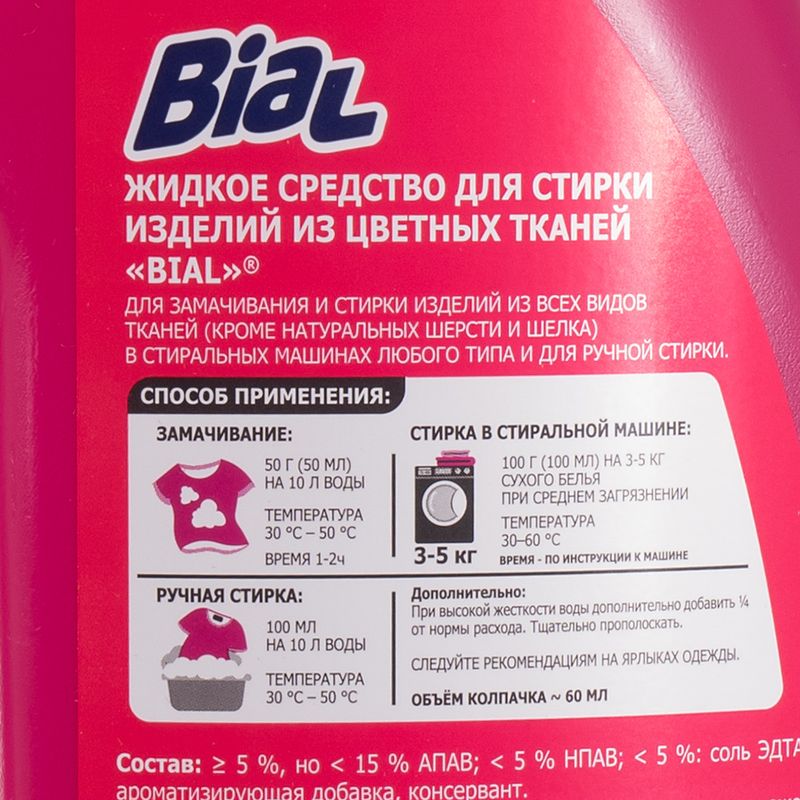 Bial
ЖИДКОЕ СРЕДСТВО ДЛЯ СТИРКИ
ИЗДЕЛИЙ ИЗ ЦВЕТНЫХ ТКАНЕЙ
«BIAL»®
ДЛЯ ЗАМАЧИВАНИЯ И СТИРКИ ИЗДЕЛИЙ ИЗ ВСЕХ ВИДОВ
ТКАНЕЙ (КРОМЕ НАТУРАЛЬНЫХ ШЕРСТИ И ШЕЛКА)
В СТИРАЛЬНЫХ МАШИНАХ ЛЮБОГО ТИПА И ДЛЯ РУЧНОЙ СТИРКИ.
СПОСОБ ПРИМЕНЕНИЯ:
ЗАМАЧИВАНИЕ:
50 Г (50 МЛ)
НА 10 Л ВОДЫ
ТЕМПЕРАТУРА
30 °C – 50 °C
ВРЕМЯ 1-2ч
СТИРКА В СТИРАЛЬНОЙ МАШИНЕ:
100 Г (100 МЛ) НА 3-5 КГ
СУХОГО БЕЛЬЯ
ПРИ СРЕДНЕМ ЗАГРЯЗНЕНИИ
ТЕМПЕРАТУРА
30–60 °C
3-5 кг
ВРЕМЯ - ПО ИНСТРУКЦИИ К МАШИНЕ
РУЧНАЯ СТИРКА:
100 МЛ
НА 10 Л ВОДЫ
ТЕМПЕРАТУРА
30 °C – 50 °C
Дополнительно:
При высокой жесткости воды дополнительно добавить ¼
от нормы расхода. Тщательно прополоскать.
СЛЕДУЙТЕ РЕКОМЕНДАЦИЯМ НА ЯРЛЫКАХ ОДЕЖДЫ.
ОБЪЁМ КОЛПАЧКА ~ 60 МЛ
Состав: ≥ 5 %, но < 15 % АПАВ; < 5 % НПАВ; < 5 %: соль ЭДТА
ароматизирующая добавка, консервант.